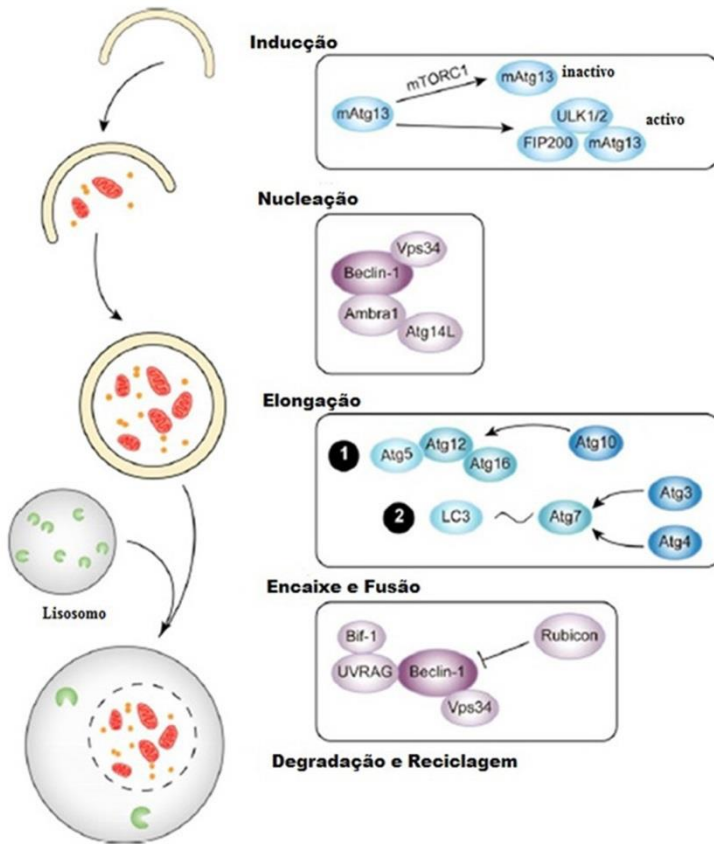 Inducção
mTORC1
mAtg13
inactivo
mAtg13
ULK1/2
activo
FIP200
mAtg13
Nucleação
Vps34
Beclin-1
Ambra1
Atg14L
Elongação
1
Atg5
Atg12
Atg16
Atg10
2
LC3
Atg7
Atg3
Atg4
Lisosomo
Encaixe e Fusão
Bif-1
Rubicon
UVRAG
Beclin-1
Vps34
Degradação e Reciclagem